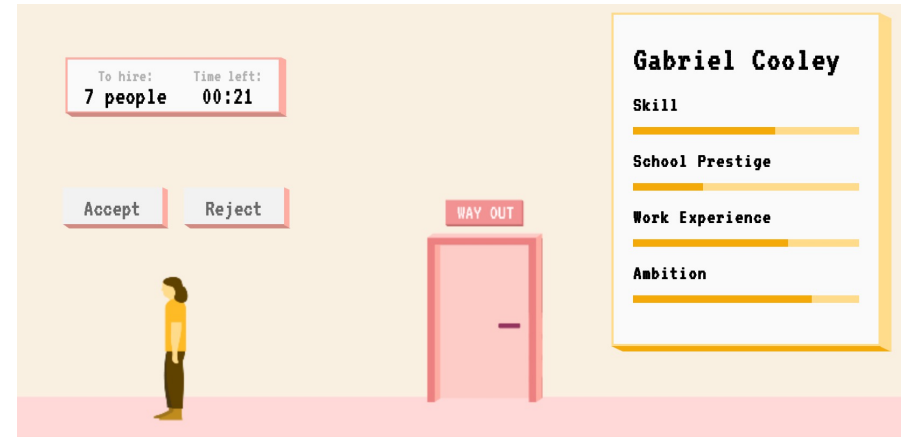 To hire: Time left:
7 people 00:21
Accept Reject
WAY OUT
Gabriel Cooley
Skill
School Prestige
Work Experience
Ambition